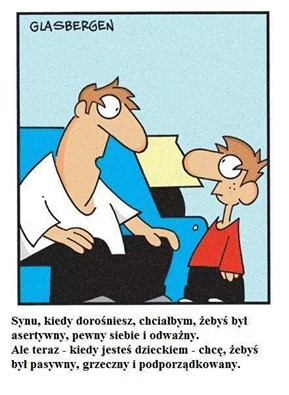 GLASBERGEN
Synu, kiedy dorośniesz, chciałbym, żebyś był
asertywny, pewny siebie i odważny.
Ale teraz - kiedy jesteś dzieckiem - chcę, żebyś
był pasywny, grzeczny i podporządkowany.